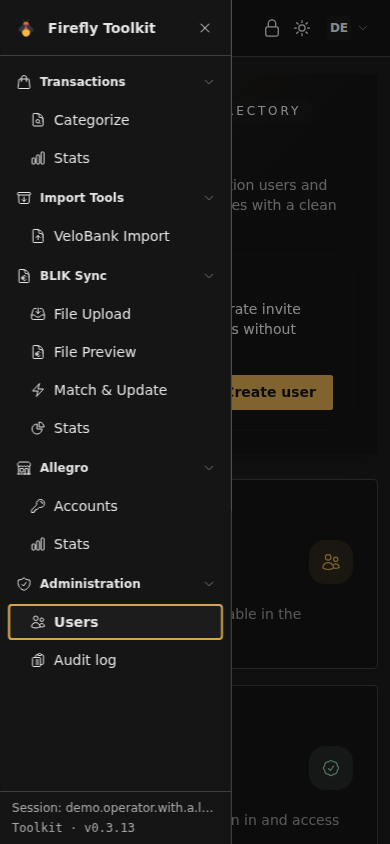 Firefly Toolkit
DE
Transactions
Categorize
Stats
Import Tools
VeloBank Import
BLIK Sync
File Upload
File Preview
Match & Update
Stats
Allegro
Accounts
Stats
Administration
Users
Audit log
Session: demo.operator.with.a.l…
Toolkit · v0.3.13
RECTORY
ion users and
es with a clean
rate invite
s without
Create user
able in the
n in and access